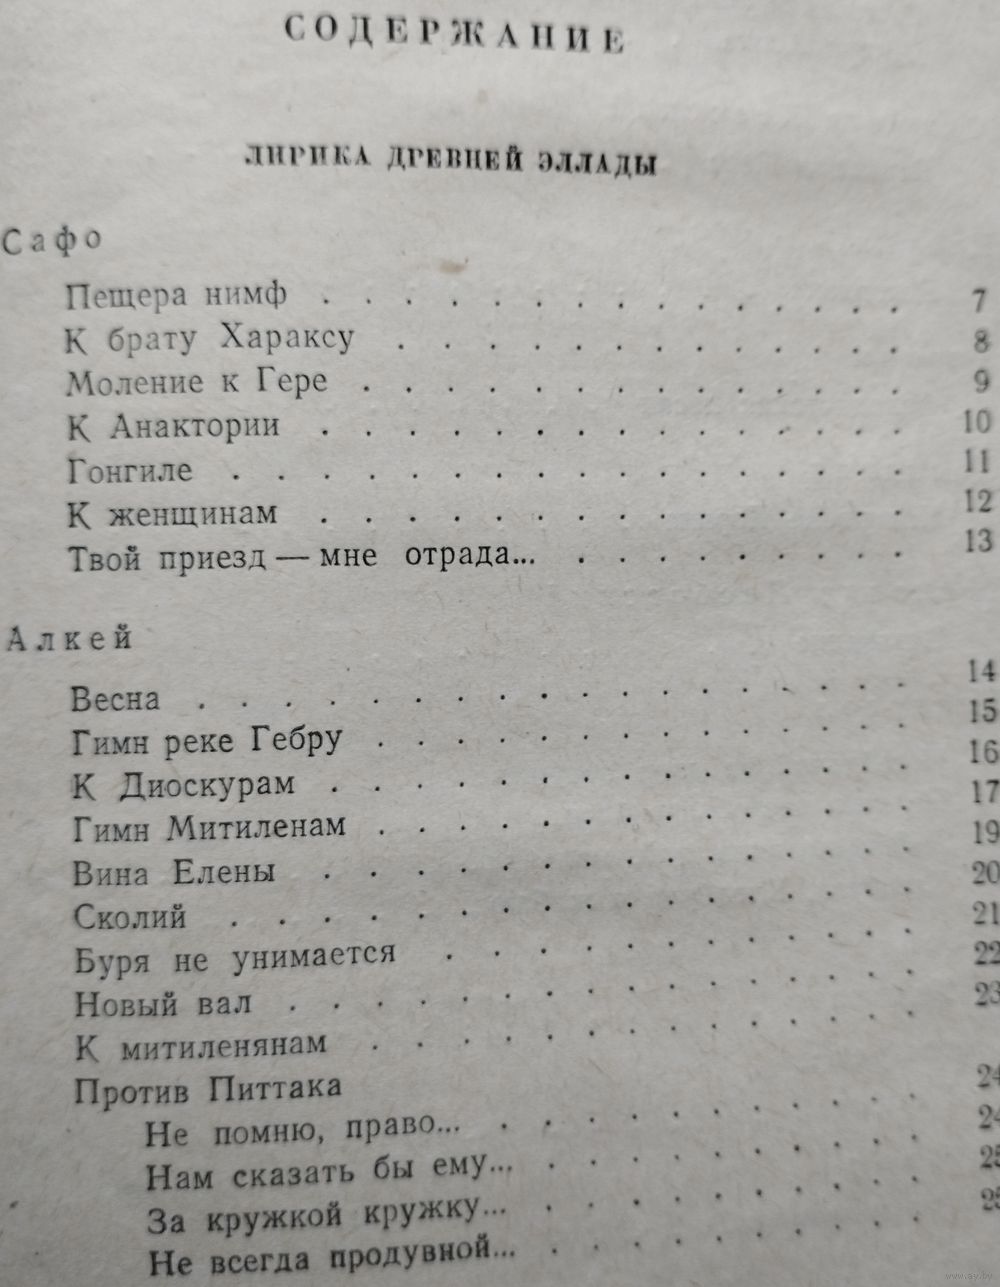 СОДЕРЖАНИЕ
ЛИРИКА ДРЕВНЕЙ ЭЛЛАДЫ
Сафо
Пещера нимф . . . . . . . . . . . . . . 7
К брату Хараксу . . . . . . . . . . . . 8
Моление к Гере . . . . . . . . . . . . . 9
К Анактории . . . . . . . . . . . . . . 10
Гонгиле . . . . . . . . . . . . . . . . 11
К женщинам . . . . . . . . . . . . . . 12
Твой приезд — мне отрада... . . . . . . . . 13
Алкей
Весна . . . . . . . . . . . . . . . . . 14
Гимн реке Гебру . . . . . . . . . . . . . 15
К Диоскурам . . . . . . . . . . . . . . 16
Гимн Митиленам . . . . . . . . . . . . . 17
Вина Елены . . . . . . . . . . . . . . 19
Сколий . . . . . . . . . . . . . . . . 20
Буря не унимается . . . . . . . . . . . 21
Новый вал . . . . . . . . . . . . . . . 22
К митиленянам . . . . . . . . . . . . . 23
Против Питтака
Не помню, право... . . . . . . . . . . 24
Нам сказать бы ему... . . . . . . . . . 24
За кружкой кружку... . . . . . . . . . 25
Не всегда продувной... . . . . . . . . . 25
www.ay.by